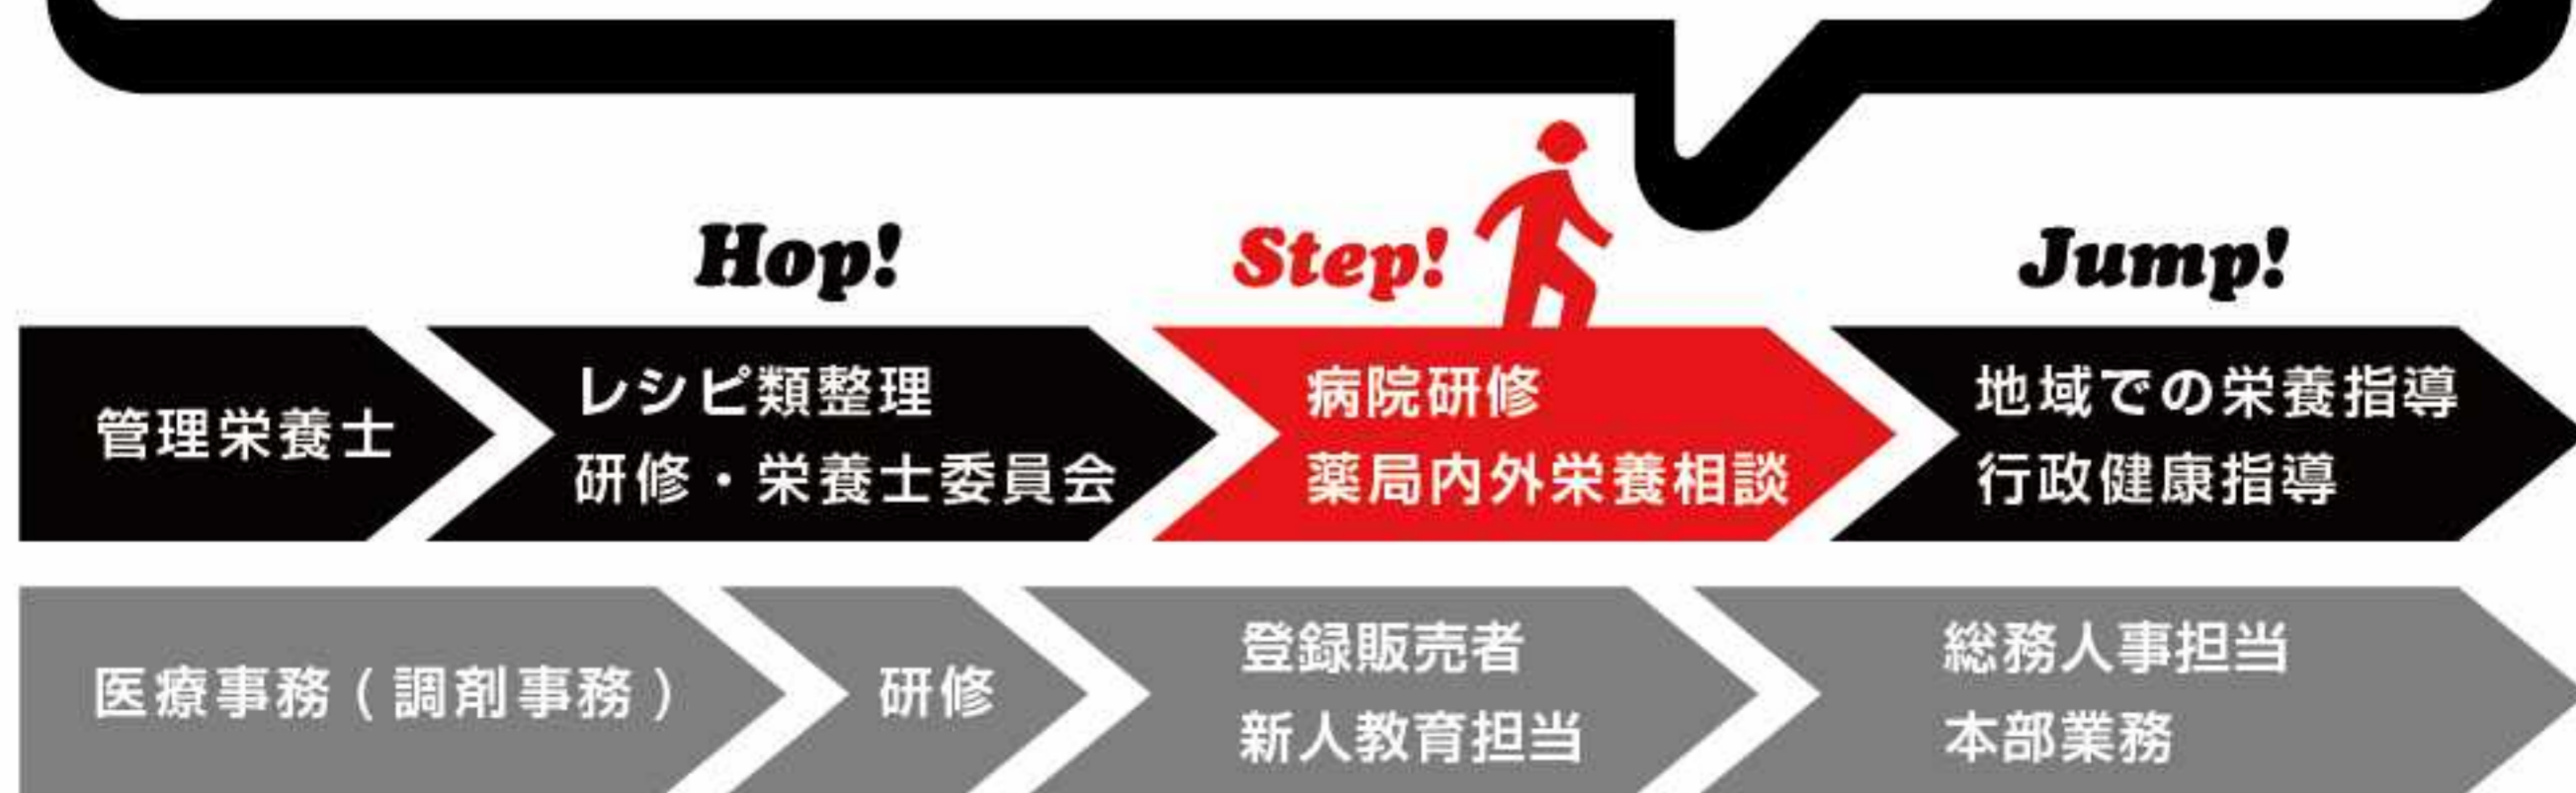 Hop!
Step!
Jump!
管理栄養士
レシピ類整理
研修・栄養士委員会
病院研修
薬局内外栄養相談
地域での栄養指導
行政健康指導
医療事務(調剤事務)
研修
登録販売者
新人教育担当
総務人事担当
本部業務